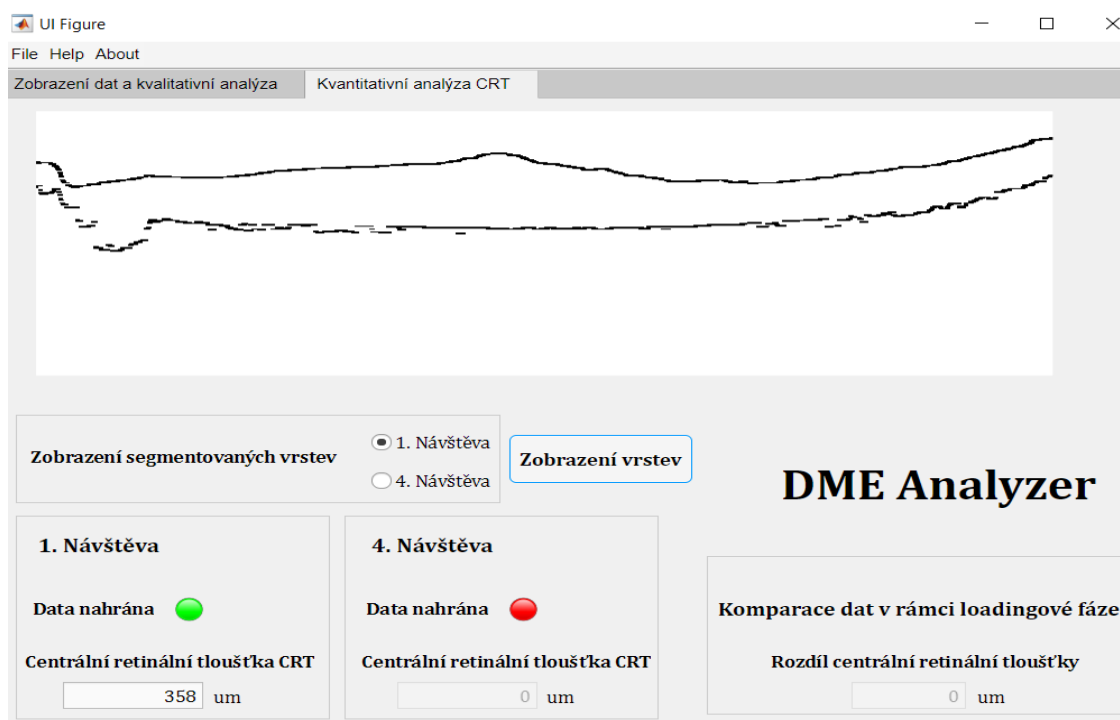 UI Figure
File Help About
Zobrazení dat a kvalitativní analýza
Kvantitativní analýza CRT
Zobrazení segmentovaných vrstev
1. Návštěva
4. Návštěva
Zobrazení vrstev
DME Analyzer
1. Návštěva
Data nahrána
Centrální retinální tloušťka CRT
358 um
4. Návštěva
Data nahrána
Centrální retinální tloušťka CRT
0 um
Komparace dat v rámci loadingové fáze
Rozdíl centrální retinální tloušťky
0 um